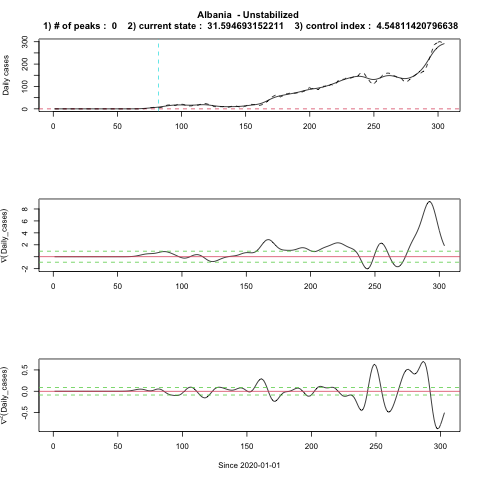 Albania - Unstabilized
1) # of peaks : 0 2) current state : 31.594693152211 3) control index : 4.54811420796638
Daily cases
300
200
100
0
0 50 100 150 200 250 300
∇(Daily_cases)
8
6
4
2
0
-2
0 50 100 150 200 250 300
∇²(Daily_cases)
0.5
0.0
-0.5
0 50 100 150 200 250 300
Since 2020-01-01